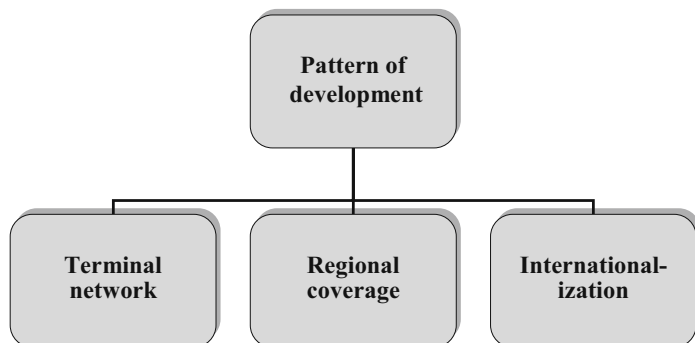 Pattern of
development
Terminal
network
Regional
coverage
International-
ization